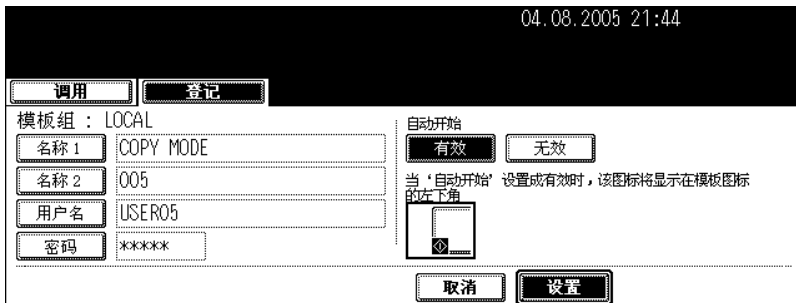 04.08.2005 21:44
调用
登记
模板组 : LOCAL
名称 1 COPY MODE
名称 2 005
用户名 USER05
密码 *****
自动开始
有效 无效
当‘自动开始’设置成有效时，该图标将显示在模板图标
的左下角
取消 设置